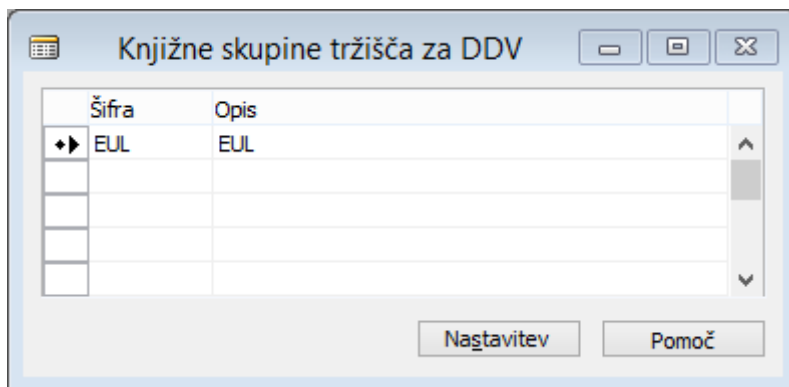 Knjižne skupine tržišča za DDV
Šifra Opis
EUL EUL
Nastavitev Pomoč